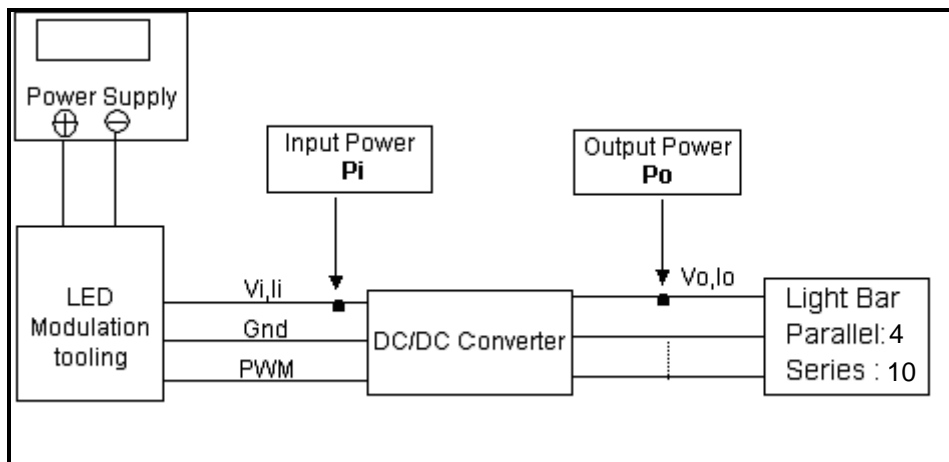 Power Supply
Input Power
Pi
Output Power
Po
LED
Modulation
tooling
Vi,Ii
Gnd
PWM
DC/DC Converter
Vo,Io
Light Bar
Parallel:4
Series : 10